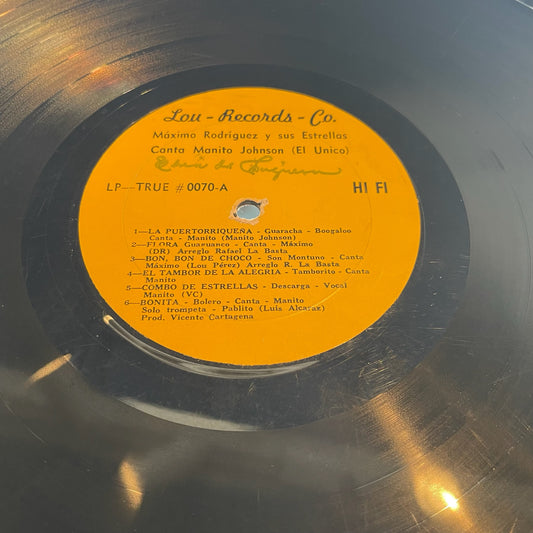 Lou-Records-Co.
Máximo Rodríguez y sus Estrellas
Canta Manito Johnson (El Unico)
LP--TRUE #0070-A HI FI
1—LA PUERTORRIQUEÑA - Guaracha - Boogaloo
Canta - Manito (Manito Johnson)
2—FLORA Guaguanco - Canta - Máximo
(DR) Arreglo Rafael La Basta
3—BON, BON DE CHOCO - Son Montuno - Canta
Máximo (Lou Pérez) Arreglo R. La Basta
4—EL TAMBOR DE LA ALEGRIA - Tamborito - Canta
Manito
5—COMBO DE ESTRELLAS - Descarga - Vocal
Manito (VC)
6—BONITA - Bolero - Canta - Manito
Solo trompeta - Pablito (Luis Alcaraz)
Prod. Vicente Cartagena